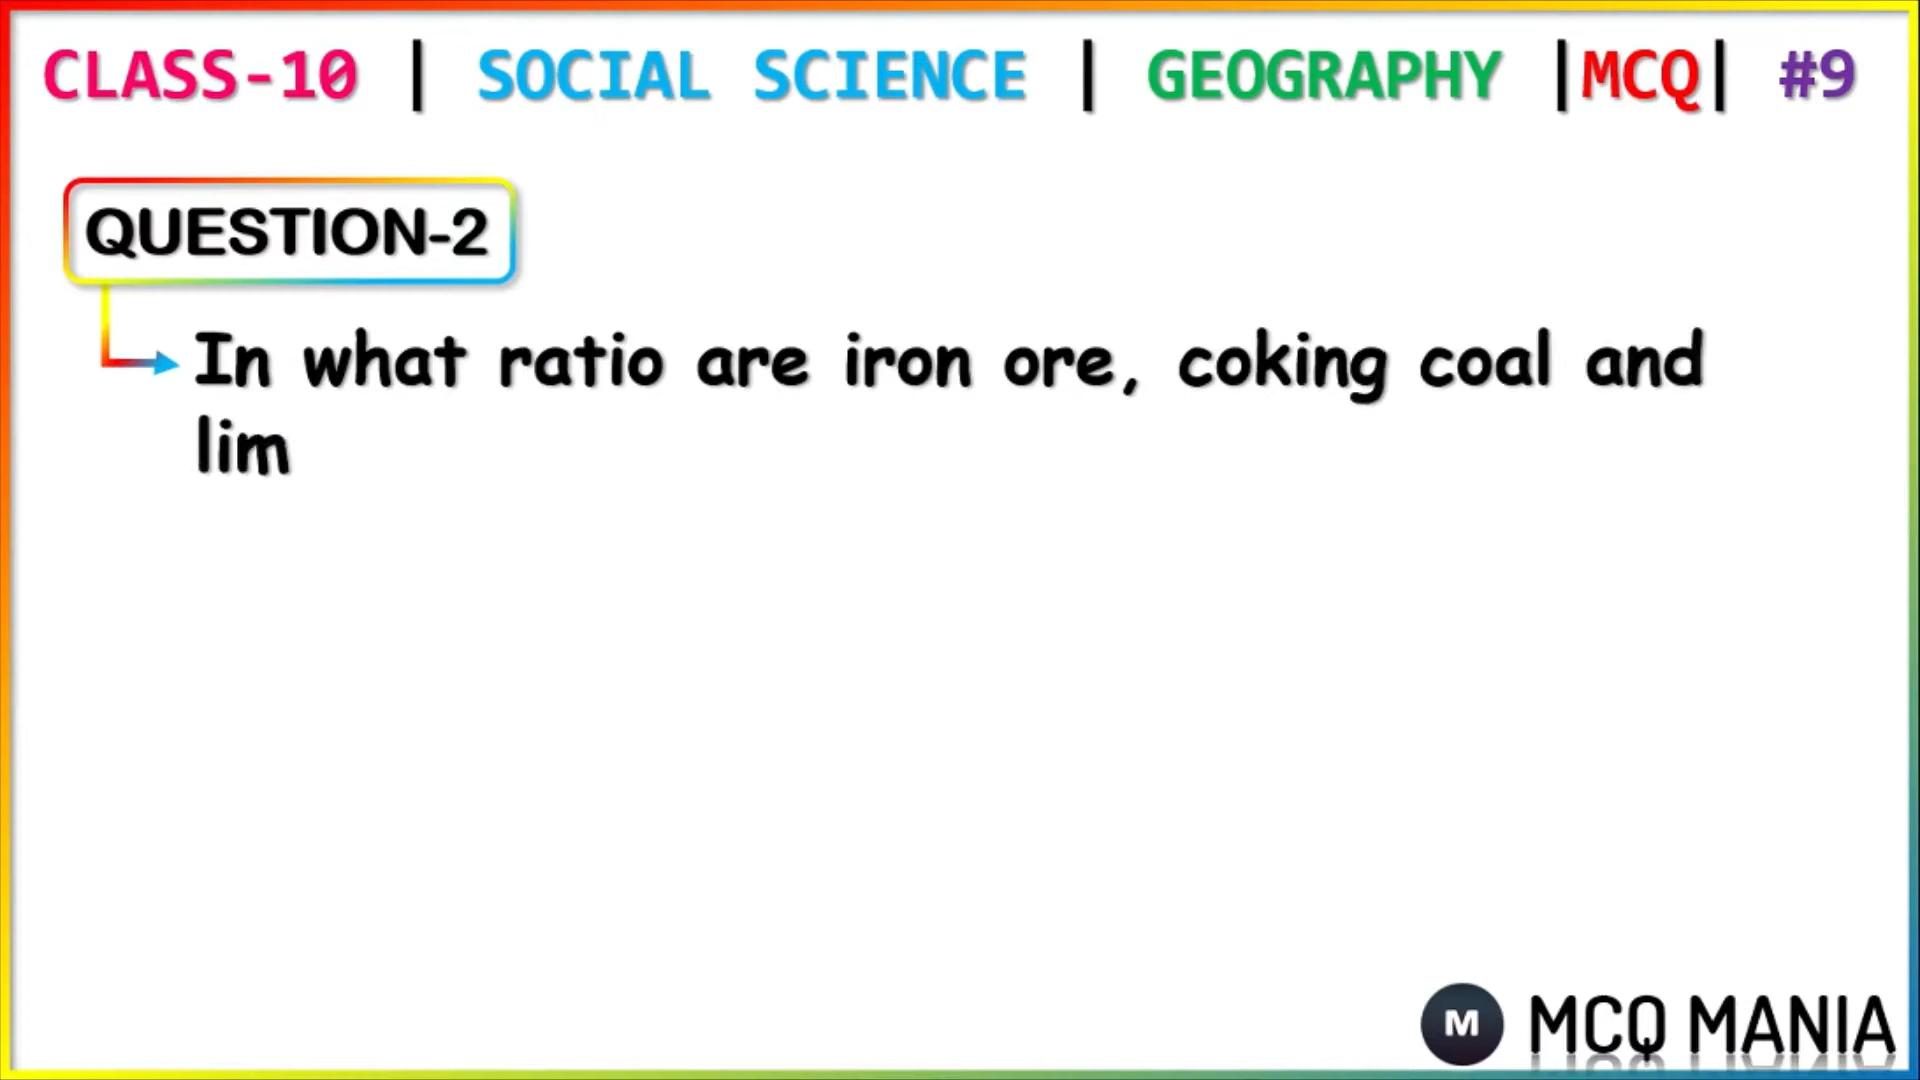 CLASS-10 | SOCIAL SCIENCE | GEOGRAPHY |MCQ| #9
QUESTION-2
In what ratio are iron ore, coking coal and
lim
M MCQ MANIA